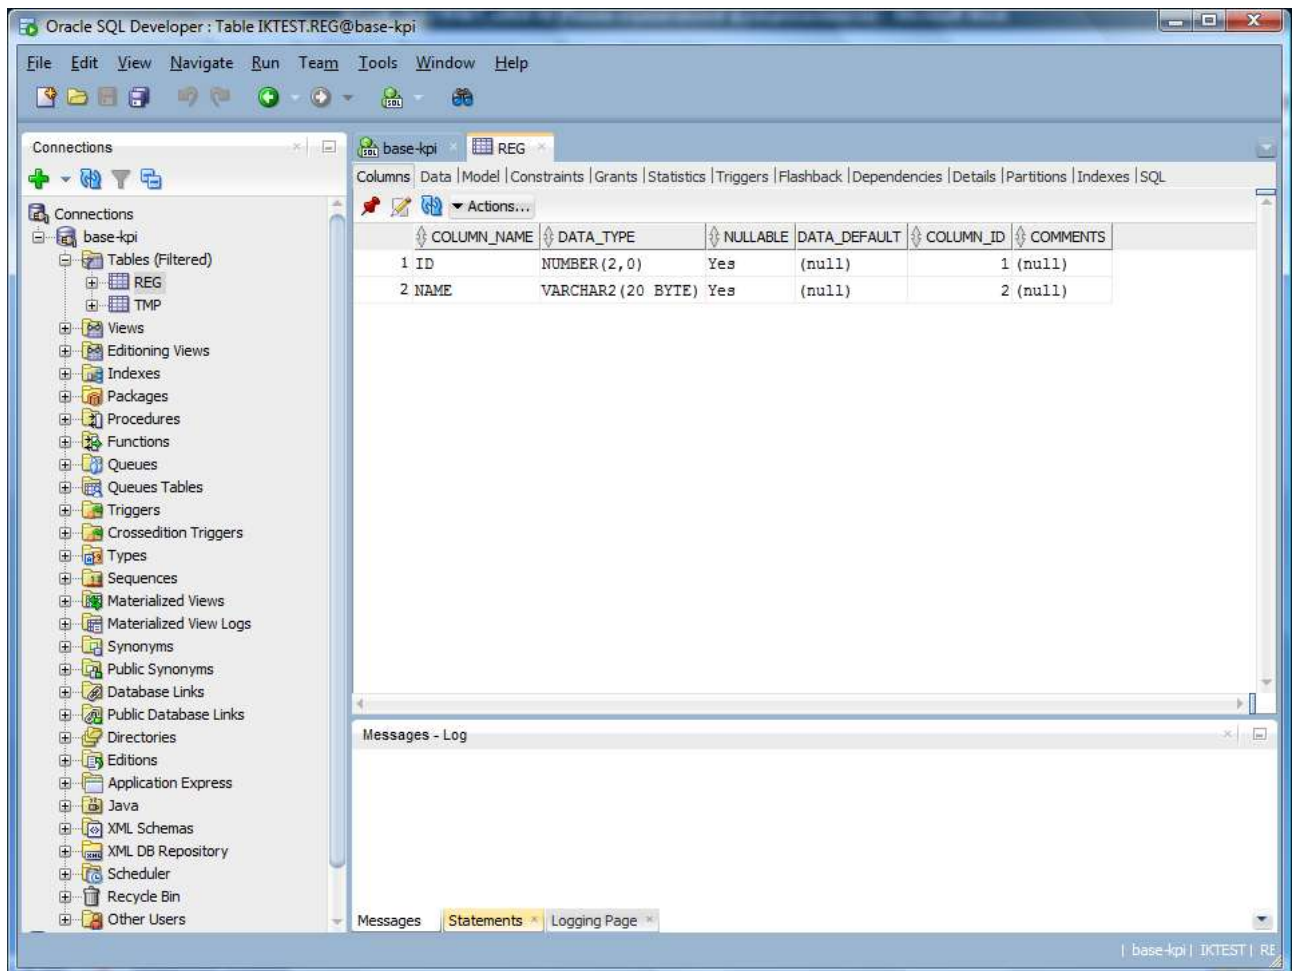 Oracle SQL Developer : Table IKTEST.REG@base-kpi
File Edit View Navigate Run Team Tools Window Help
Connections
Connections
base-kpi
Tables (Filtered)
REG
TMP
Views
Editioning Views
Indexes
Packages
Procedures
Functions
Queues
Queues Tables
Triggers
Crossedition Triggers
Types
Sequences
Materialized Views
Materialized View Logs
Synonyms
Public Synonyms
Database Links
Public Database Links
Directories
Editions
Application Express
Java
XML Schemas
XML DB Repository
Scheduler
Recycle Bin
Other Users
base-kpi REG
Columns Data |Model |Constraints |Grants |Statistics |Triggers |Flashback |Dependencies |Details |Partitions |Indexes |SQL
Actions...
COLUMN_NAME DATA_TYPE NULLABLE DATA_DEFAULT COLUMN_ID COMMENTS
1 ID NUMBER(2,0) Yes (null) 1 (null)
2 NAME VARCHAR2(20 BYTE) Yes (null) 2 (null)
Messages - Log
Messages Statements Logging Page
| base-kpi | IKTEST | RE